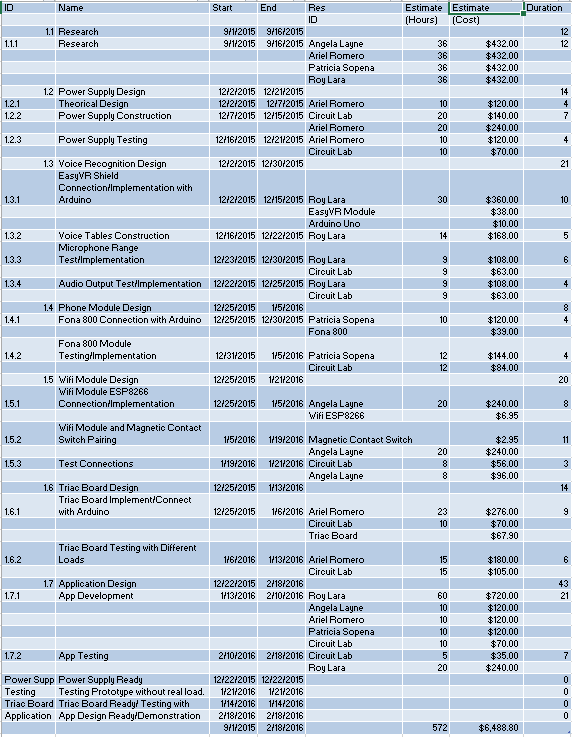 ID Name Start End Res Estimate Estimate Duration
ID (Hours) (Cost)
1.1 Research 9/1/2015 9/16/2015 12
1.1.1 Research 9/1/2015 9/16/2015 Angela Layne 36 $432.00 12
Ariel Romero 36 $432.00
Patricia Sopena 36 $432.00
Roy Lara 36 $432.00
1.2 Power Supply Design 12/2/2015 12/21/2015 14
1.2.1 Theorical Design 12/2/2015 12/7/2015 Ariel Romero 10 $120.00 4
1.2.2 Power Supply Construction 12/7/2015 12/15/2015 Circuit Lab 20 $140.00 7
Ariel Romero 20 $240.00
1.2.3 Power Supply Testing 12/16/2015 12/21/2015 Ariel Romero 10 $120.00 4
Circuit Lab 10 $70.00
1.3 Voice Recognition Design 12/2/2015 12/30/2015 21
EasyVR Shield
Connection/Implementation with
1.3.1 Arduino 12/2/2015 12/15/2015 Roy Lara 30 $360.00 10
EasyVR Module $38.00
Arduino Uno $10.00
1.3.2 Voice Tables Construction 12/16/2015 12/22/2015 Roy Lara 14 $168.00 5
Microphone Range
1.3.3 Test/Implementation 12/23/2015 12/30/2015 Roy Lara 9 $108.00 6
Circuit Lab 9 $63.00
1.3.4 Audio Output Test/Implementation 12/22/2015 12/25/2015 Roy Lara 9 $108.00 4
Circuit Lab 9 $63.00
1.4 Phone Module Design 12/25/2015 1/5/2016 8
1.4.1 Fona 800 Connection with Arduino 12/25/2015 12/30/2015 Patricia Sopena 10 $120.00 4
Fona 800 $39.00
Fona 800 Module
1.4.2 Testing/Implementation 12/31/2015 1/5/2016 Patricia Sopena 12 $144.00 4
Circuit Lab 12 $84.00
1.5 Wifi Module Design 12/25/2015 1/21/2016 20
Wifi Module ESP8266
1.5.1 Connection/Implementation 12/25/2015 1/5/2016 Angela Layne 20 $240.00 8
Wifi ESP8266 $6.95
Wifi Module and Magnetic Contact
1.5.2 Switch Pairing 1/5/2016 1/19/2016 Magnetic Contact Switch $2.95 11
Angela Layne 20 $240.00
1.5.3 Test Connections 1/19/2016 1/21/2016 Circuit Lab 8 $56.00 3
Angela Layne 8 $96.00
1.6 Triac Board Design 12/25/2015 1/13/2016 14
Triac Board Implement/Connect
1.6.1 with Arduino 12/25/2015 1/6/2016 Ariel Romero 23 $276.00 9
Circuit Lab 10 $70.00
Triac Board $67.90
Triac Board Testing with Different
1.6.2 Loads 1/6/2016 1/13/2016 Ariel Romero 15 $180.00 6
Circuit Lab 15 $105.00
1.7 Application Design 12/22/2015 2/18/2016 43
1.7.1 App Development 1/13/2016 2/10/2016 Roy Lara 60 $720.00 21
Angela Layne 10 $120.00
Ariel Romero 10 $120.00
Patricia Sopena 10 $120.00
Circuit Lab 10 $70.00
1.7.2 App Testing 2/10/2016 2/18/2016 Circuit Lab 5 $35.00 7
Roy Lara 20 $240.00
Power Supp Power Supply Ready 12/22/2015 12/22/2015 0
Testing Testing Prototype without real load. 1/21/2016 1/21/2016 0
Triac Board Triac Board Ready/ Testing with 1/14/2016 1/14/2016 0
Application App Design Ready/Demonstration 2/18/2016 2/18/2016 0
9/1/2015 2/18/2016 572 $6,488.80